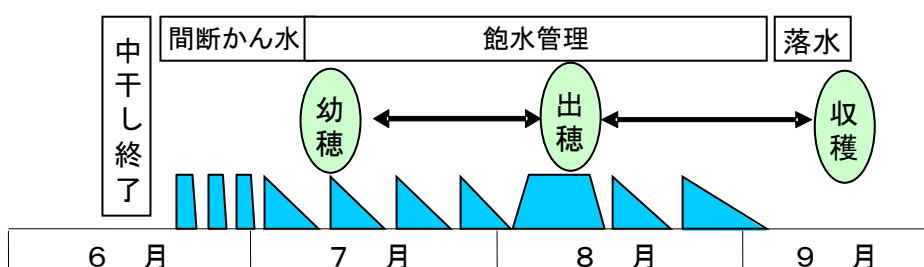 中干し終了
間断かん水
飽水管理
落水
幼穂
出穂
収穫
6 月
7 月
8 月
9 月